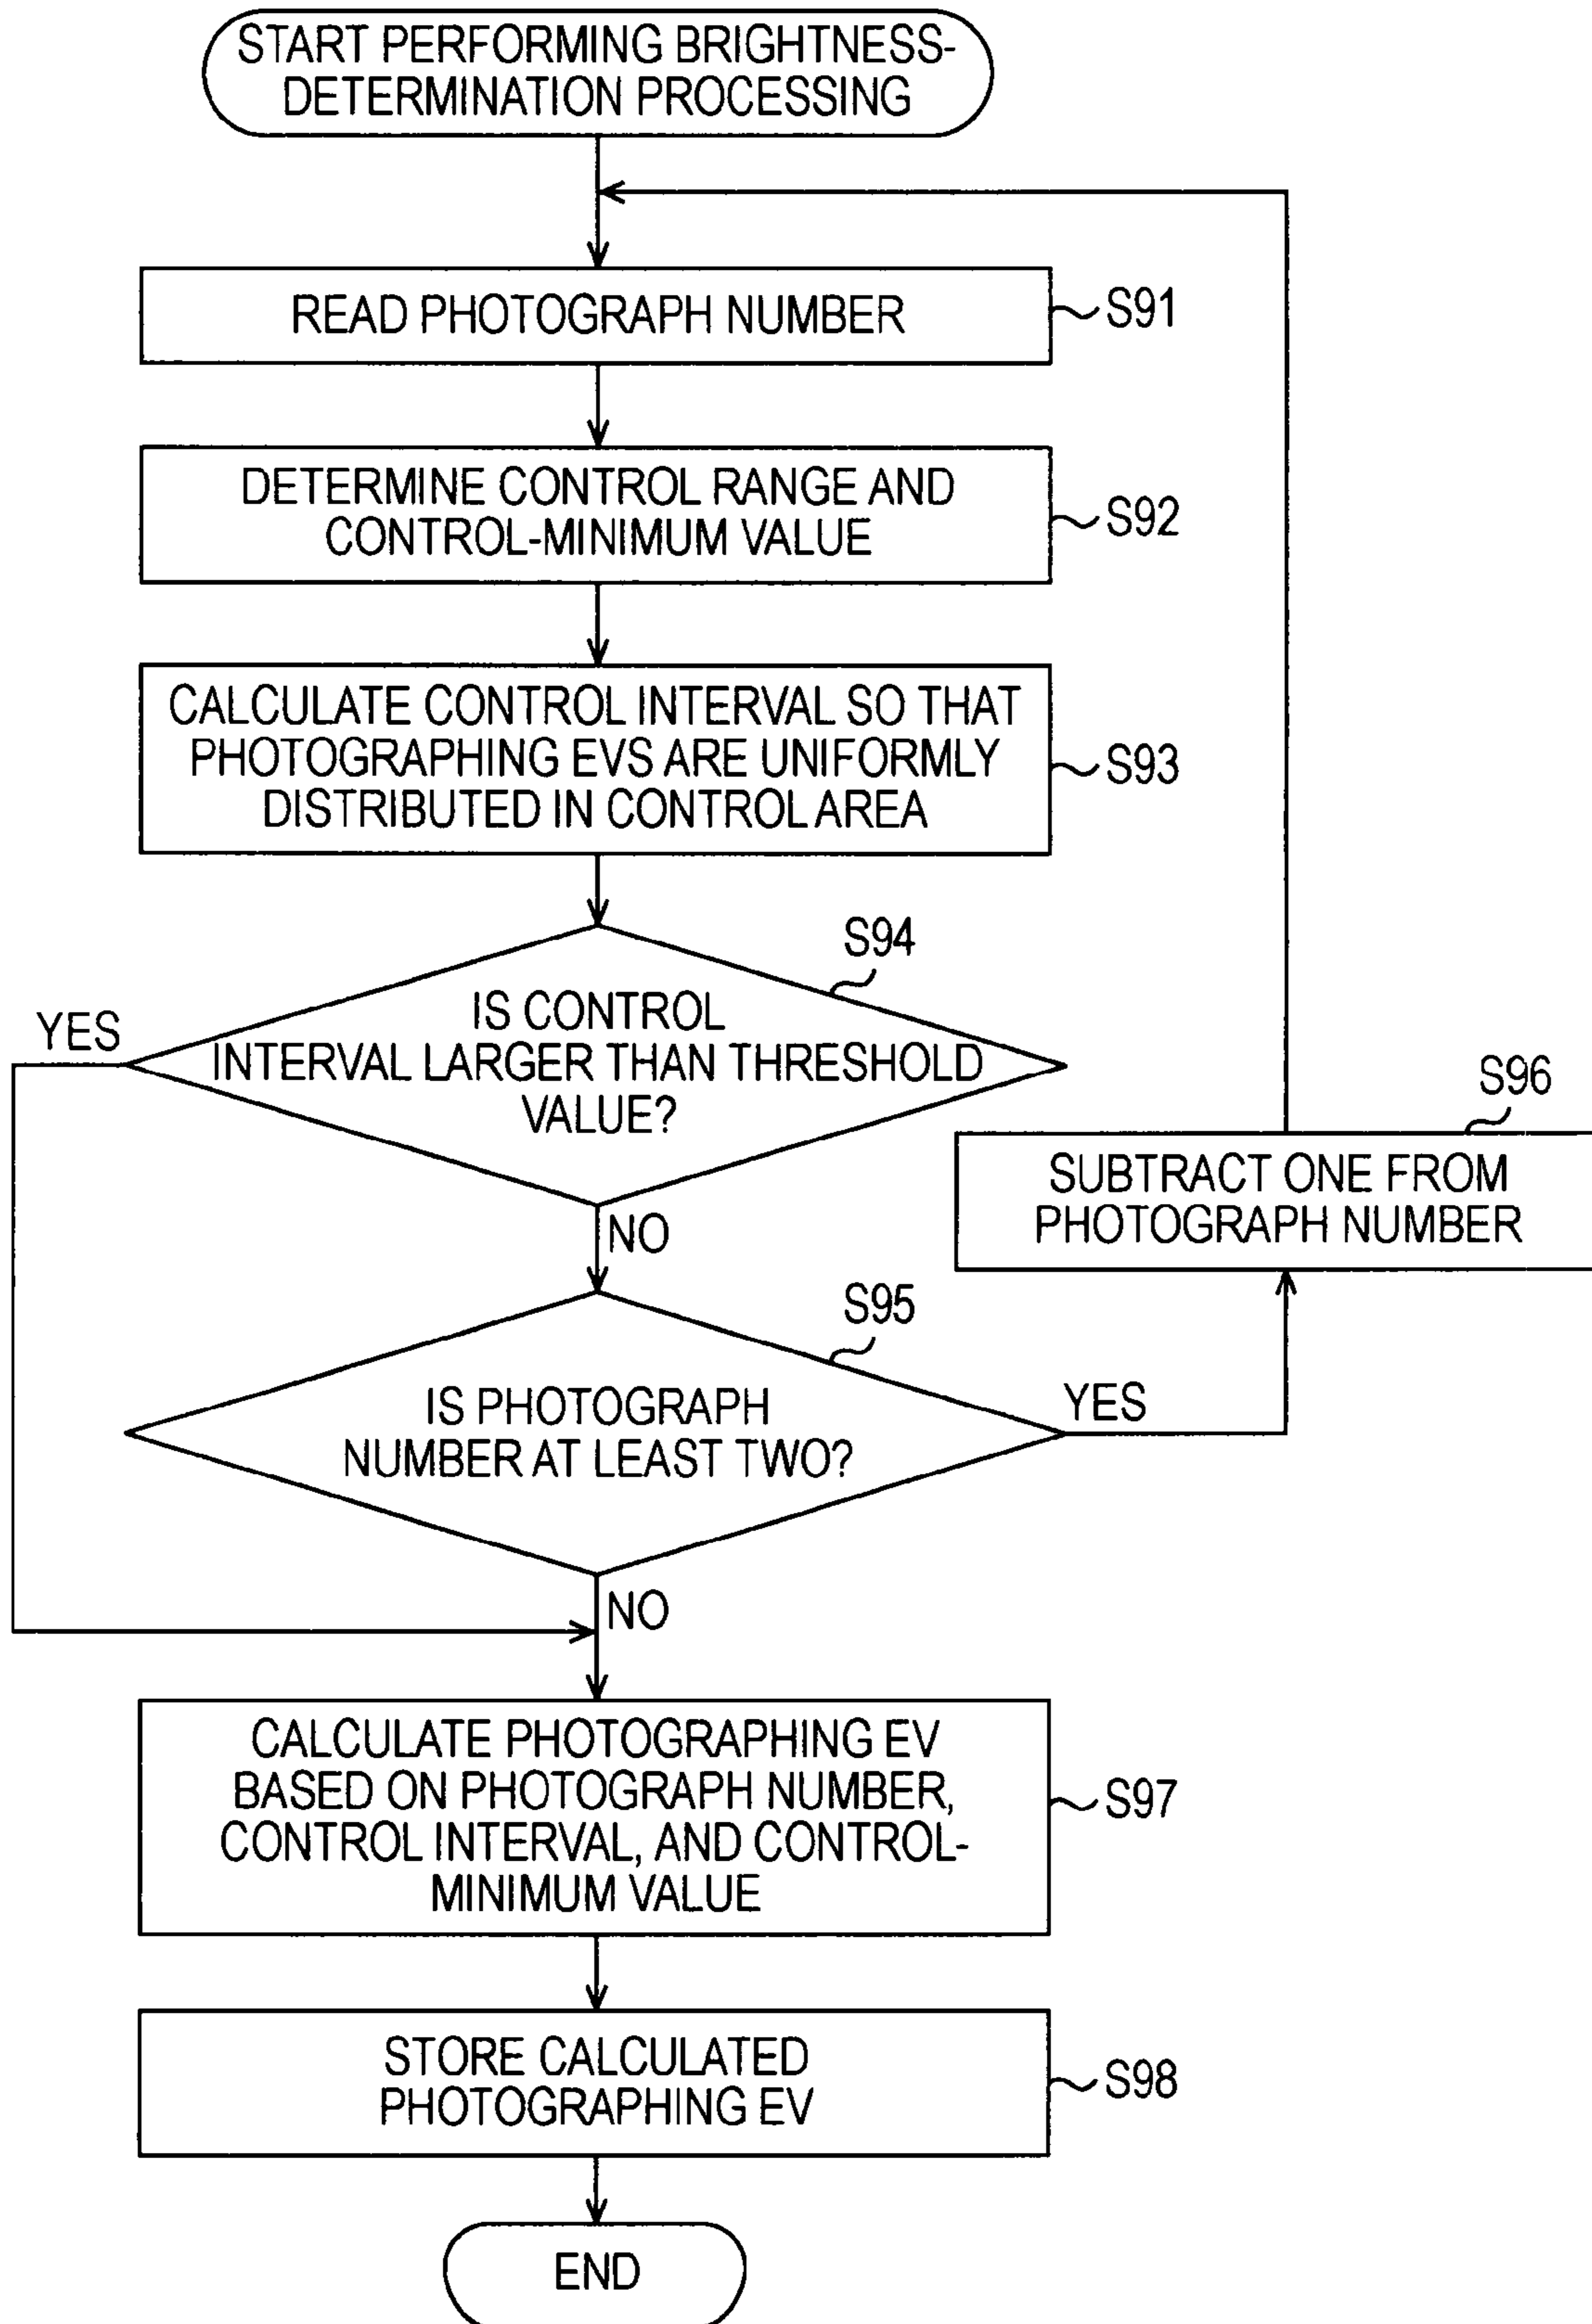 START PERFORMING BRIGHTNESS-
DETERMINATION PROCESSING
READ PHOTOGRAPH NUMBER
S91
DETERMINE CONTROL RANGE AND
CONTROL-MINIMUM VALUE
S92
CALCULATE CONTROL INTERVAL SO THAT
PHOTOGRAPHING EVS ARE UNIFORMLY
DISTRIBUTED IN CONTROL AREA
S93
S94
IS CONTROL
INTERVAL LARGER THAN THRESHOLD
VALUE?
YES
NO
S96
SUBTRACT ONE FROM
PHOTOGRAPH NUMBER
S95
IS PHOTOGRAPH
NUMBER AT LEAST TWO?
YES
NO
CALCULATE PHOTOGRAPHING EV
BASED ON PHOTOGRAPH NUMBER,
CONTROL INTERVAL, AND CONTROL-
MINIMUM VALUE
S97
STORE CALCULATED
PHOTOGRAPHING EV
S98
END